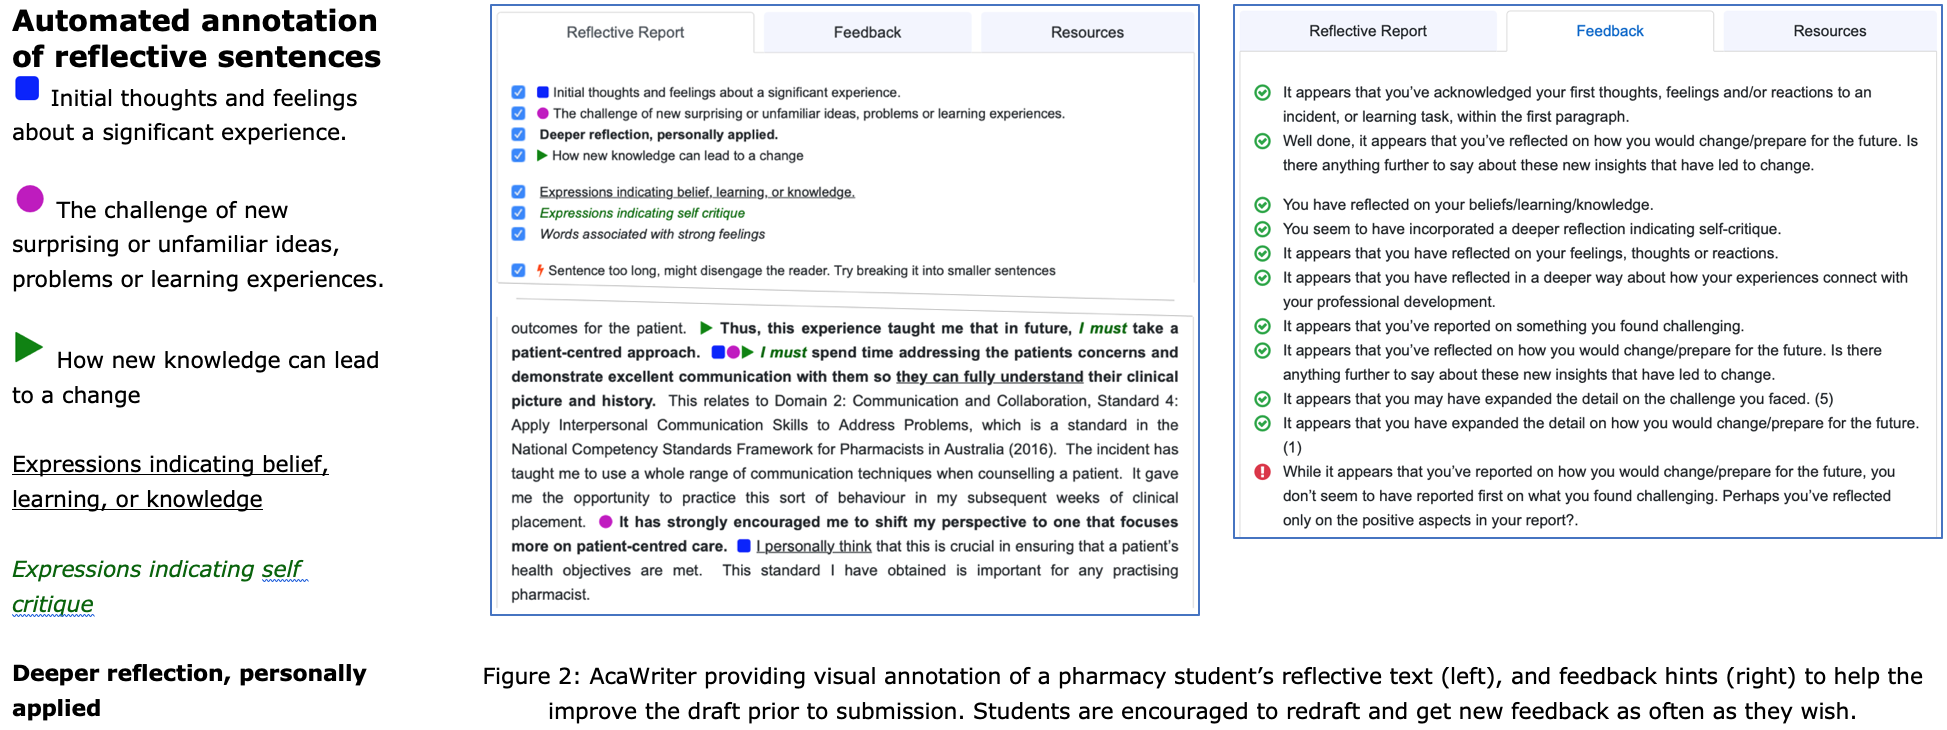 Automated annotation
of reflective sentences
Initial thoughts and feelings
about a significant experience.
The challenge of new
surprising or unfamiliar ideas,
problems or learning experiences.
How new knowledge can lead
to a change
Expressions indicating belief,
learning, or knowledge
Expressions indicating self
critique
Deeper reflection, personally
applied
Reflective Report
Feedback
Resources
Initial thoughts and feelings about a significant experience.
The challenge of new surprising or unfamiliar ideas, problems or learning experiences.
Deeper reflection, personally applied.
How new knowledge can lead to a change
Expressions indicating belief, learning, or knowledge.
Expressions indicating self critique
Words associated with strong feelings
Sentence too long, might disengage the reader. Try breaking it into smaller sentences
outcomes for the patient. Thus, this experience taught me that in future, I must take a
patient-centred approach. I must spend time addressing the patients concerns and
demonstrate excellent communication with them so they can fully understand their clinical
picture and history. This relates to Domain 2: Communication and Collaboration, Standard 4:
Apply Interpersonal Communication Skills to Address Problems, which is a standard in the
National Competency Standards Framework for Pharmacists in Australia (2016). The incident has
taught me to use a whole range of communication techniques when counselling a patient. It gave
me the opportunity to practice this sort of behaviour in my subsequent weeks of clinical
placement. It has strongly encouraged me to shift my perspective to one that focuses
more on patient-centred care. I personally think that this is crucial in ensuring that a patient's
health objectives are met. This standard I have obtained is important for any practising
pharmacist.
Reflective Report
Feedback
Resources
It appears that you've acknowledged your first thoughts, feelings and/or reactions to an
incident, or learning task, within the first paragraph.
Well done, it appears that you've reflected on how you would change/prepare for the future. Is
there anything further to say about these new insights that have led to change.
You have reflected on your beliefs/learning/knowledge.
You seem to have incorporated a deeper reflection indicating self-critique.
It appears that you have reflected on your feelings, thoughts or reactions.
It appears that you have reflected in a deeper way about how your experiences connect with
your professional development.
It appears that you've reported on something you found challenging.
It appears that you've reflected on how you would change/prepare for the future. Is there
anything further to say about these new insights that have led to change.
It appears that you may have expanded the detail on the challenge you faced. (5)
It appears that you have expanded the detail on how you would change/prepare for the future.
(1)
While it appears that you've reported on how you would change/prepare for the future, you
don't seem to have reported first on what you found challenging. Perhaps you've reflected
only on the positive aspects in your report?.
Figure 2: AcaWriter providing visual annotation of a pharmacy student's reflective text (left), and feedback hints (right) to help the
improve the draft prior to submission. Students are encouraged to redraft and get new feedback as often as they wish.